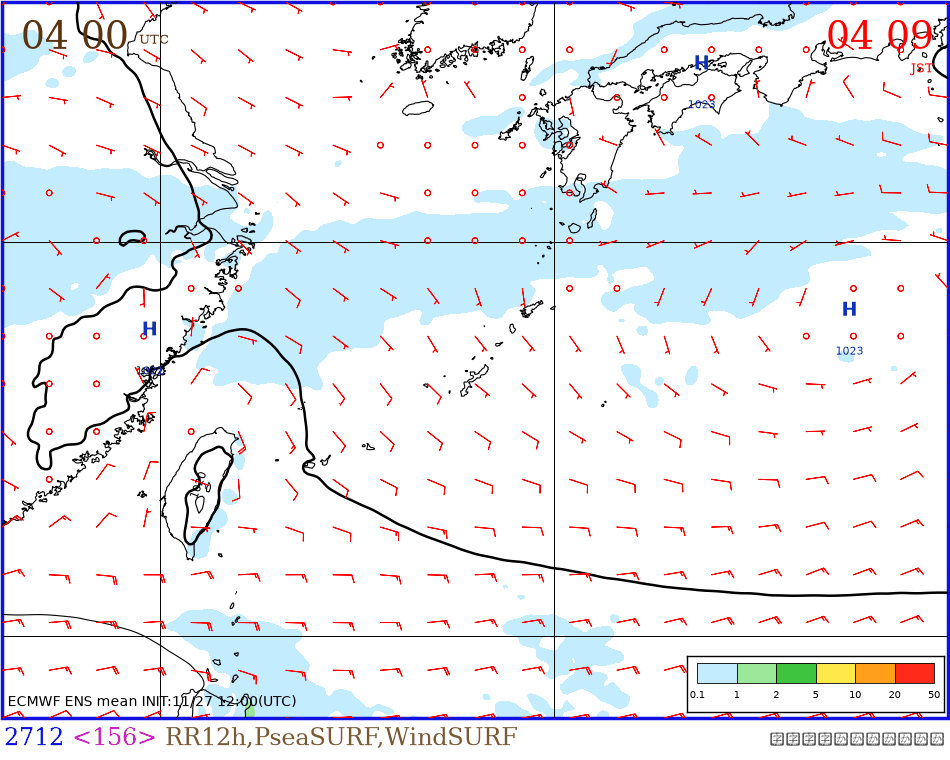 04 00 UTC
04 09
JST
H
1023
H
H
1023
0.1 1 2 5 10 20 50
ECMWF ENS mean INIT:11/27 12:00(UTC)
2712 <156> RR12h,PseaSURF,WindSURF